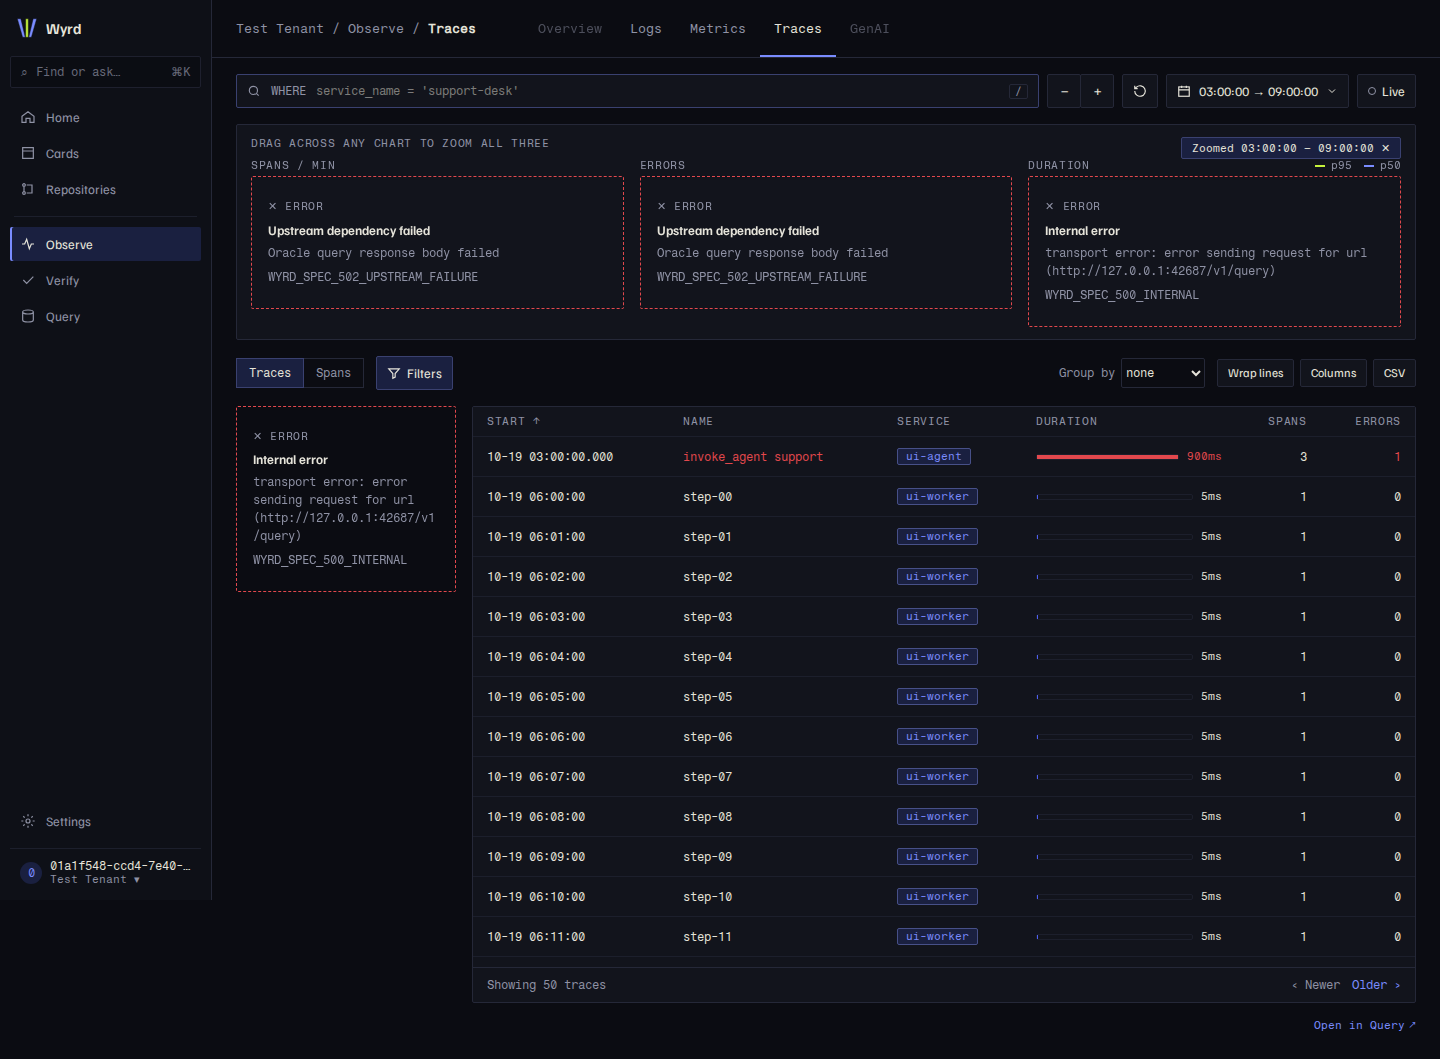 Wyrd
Find or ask… ⌘K
Home
Cards
Repositories
Observe
Verify
Query
Settings
0 01a1f548-ccd4-7e40-…
Test Tenant ▾
Test Tenant / Observe / Traces
Overview Logs Metrics Traces GenAI
WHERE service_name = 'support-desk' /
− + 03:00:00 → 09:00:00 Live
DRAG ACROSS ANY CHART TO ZOOM ALL THREE
Zoomed 03:00:00 – 09:00:00 ✕
SPANS / MIN
✕ ERROR
Upstream dependency failed
Oracle query response body failed
WYRD_SPEC_502_UPSTREAM_FAILURE
ERRORS
✕ ERROR
Upstream dependency failed
Oracle query response body failed
WYRD_SPEC_502_UPSTREAM_FAILURE
DURATION p95 p50
✕ ERROR
Internal error
transport error: error sending request for url
(http://127.0.0.1:42687/v1/query)
WYRD_SPEC_500_INTERNAL
Traces Spans Filters
Group by none Wrap lines Columns CSV
✕ ERROR
Internal error
transport error: error
sending request for url
(http://127.0.0.1:42687/v1
/query)
WYRD_SPEC_500_INTERNAL
START ↑ NAME SERVICE DURATION SPANS ERRORS
10-19 03:00:00.000 invoke_agent support ui-agent 900ms 3 1
10-19 06:00:00 step-00 ui-worker 5ms 1 0
10-19 06:01:00 step-01 ui-worker 5ms 1 0
10-19 06:02:00 step-02 ui-worker 5ms 1 0
10-19 06:03:00 step-03 ui-worker 5ms 1 0
10-19 06:04:00 step-04 ui-worker 5ms 1 0
10-19 06:05:00 step-05 ui-worker 5ms 1 0
10-19 06:06:00 step-06 ui-worker 5ms 1 0
10-19 06:07:00 step-07 ui-worker 5ms 1 0
10-19 06:08:00 step-08 ui-worker 5ms 1 0
10-19 06:09:00 step-09 ui-worker 5ms 1 0
10-19 06:10:00 step-10 ui-worker 5ms 1 0
10-19 06:11:00 step-11 ui-worker 5ms 1 0
Showing 50 traces ‹ Newer Older ›
Open in Query ↗